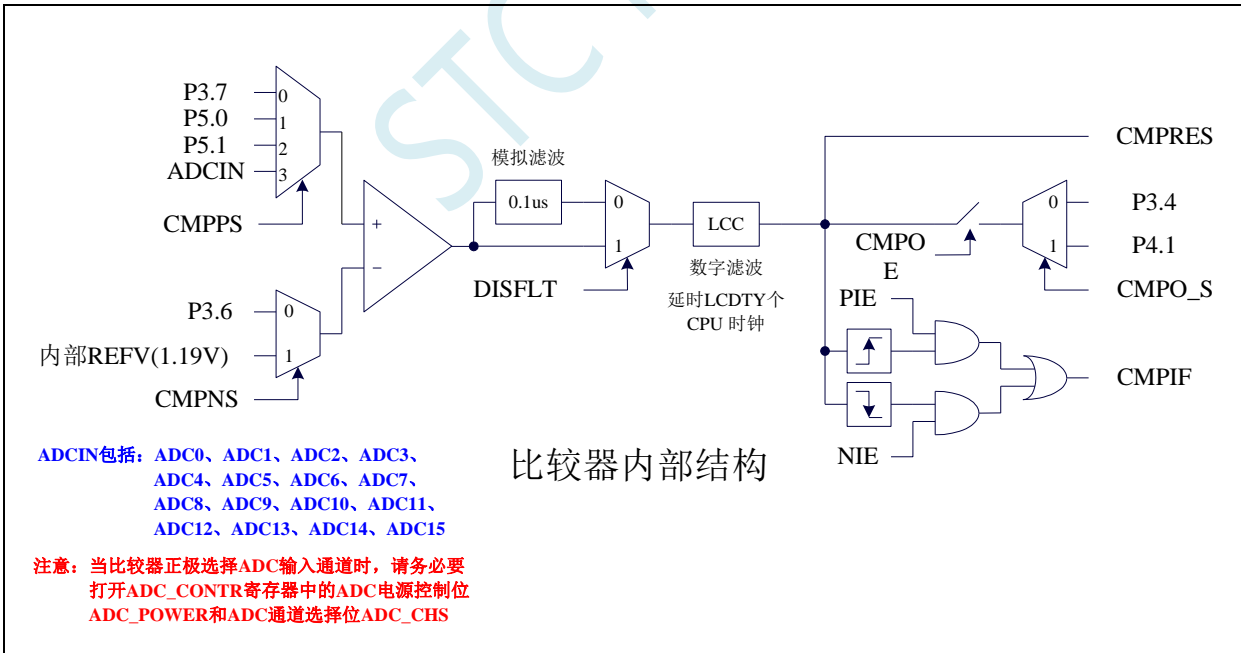 STC
P3.7
P5.0
P5.1
ADCIN
0
1
2
3
CMPPS
+
−
P3.6
内部REFV(1.19V)
0
1
CMPNS
模拟滤波
0.1us
0
1
DISFLT
LCC
数字滤波
延时LCDTY个
CPU 时钟
CMPRES
CMPO
E
0
1
P3.4
P4.1
CMPO_S
PIE
NIE
CMPIF
比较器内部结构
ADCIN包括：ADC0、ADC1、ADC2、ADC3、
ADC4、ADC5、ADC6、ADC7、
ADC8、ADC9、ADC10、ADC11、
ADC12、ADC13、ADC14、ADC15
注意：当比较器正极选择ADC输入通道时，请务必要
打开ADC_CONTR寄存器中的ADC电源控制位
ADC_POWER和ADC通道选择位ADC_CHS